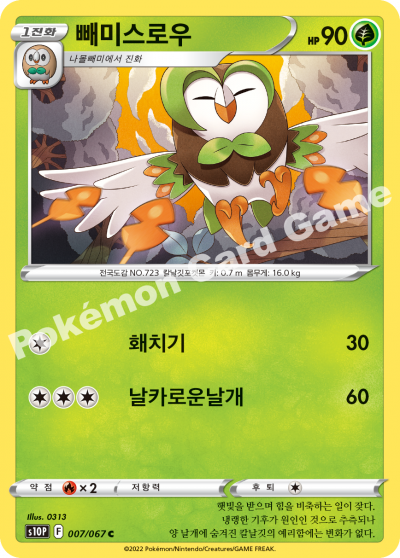 1진화
빼미스로우
HP 90
나몰빼미에서 진화
전국도감 NO.723 칼날깃포켓몬 키: 0.7 m 몸무게: 16.0 kg
Pokémon Card Game
홰치기 30
날카로운날개 60
약점 ×2 저항력 후퇴
Illus. 0313
s10P F 007/067 C
햇빛을 받으며 힘을 비축하는 일이 잦다.
냉랭한 기후가 원인인 것으로 추측되나
양 날개에 숨겨진 칼날깃의 예리함에는 변화가 없다.
©2022 Pokémon/Nintendo/Creatures/GAME FREAK.